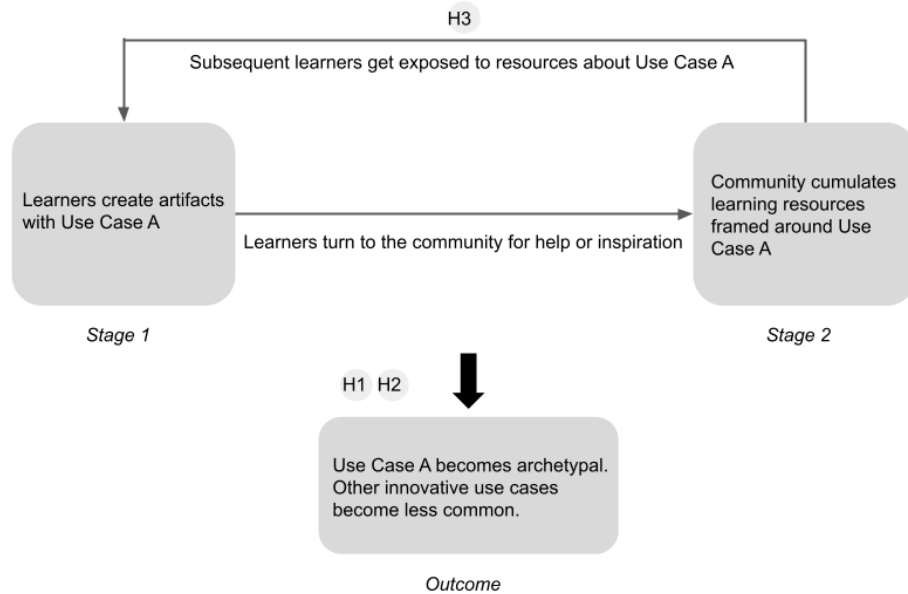 H3
Subsequent learners get exposed to resources about Use Case A
Learners create artifacts
with Use Case A
Learners turn to the community for help or inspiration
Community cumulates
learning resources
framed around Use
Case A
Stage 1
Stage 2
H1 H2
Use Case A becomes archetypal.
Other innovative use cases
become less common.
Outcome